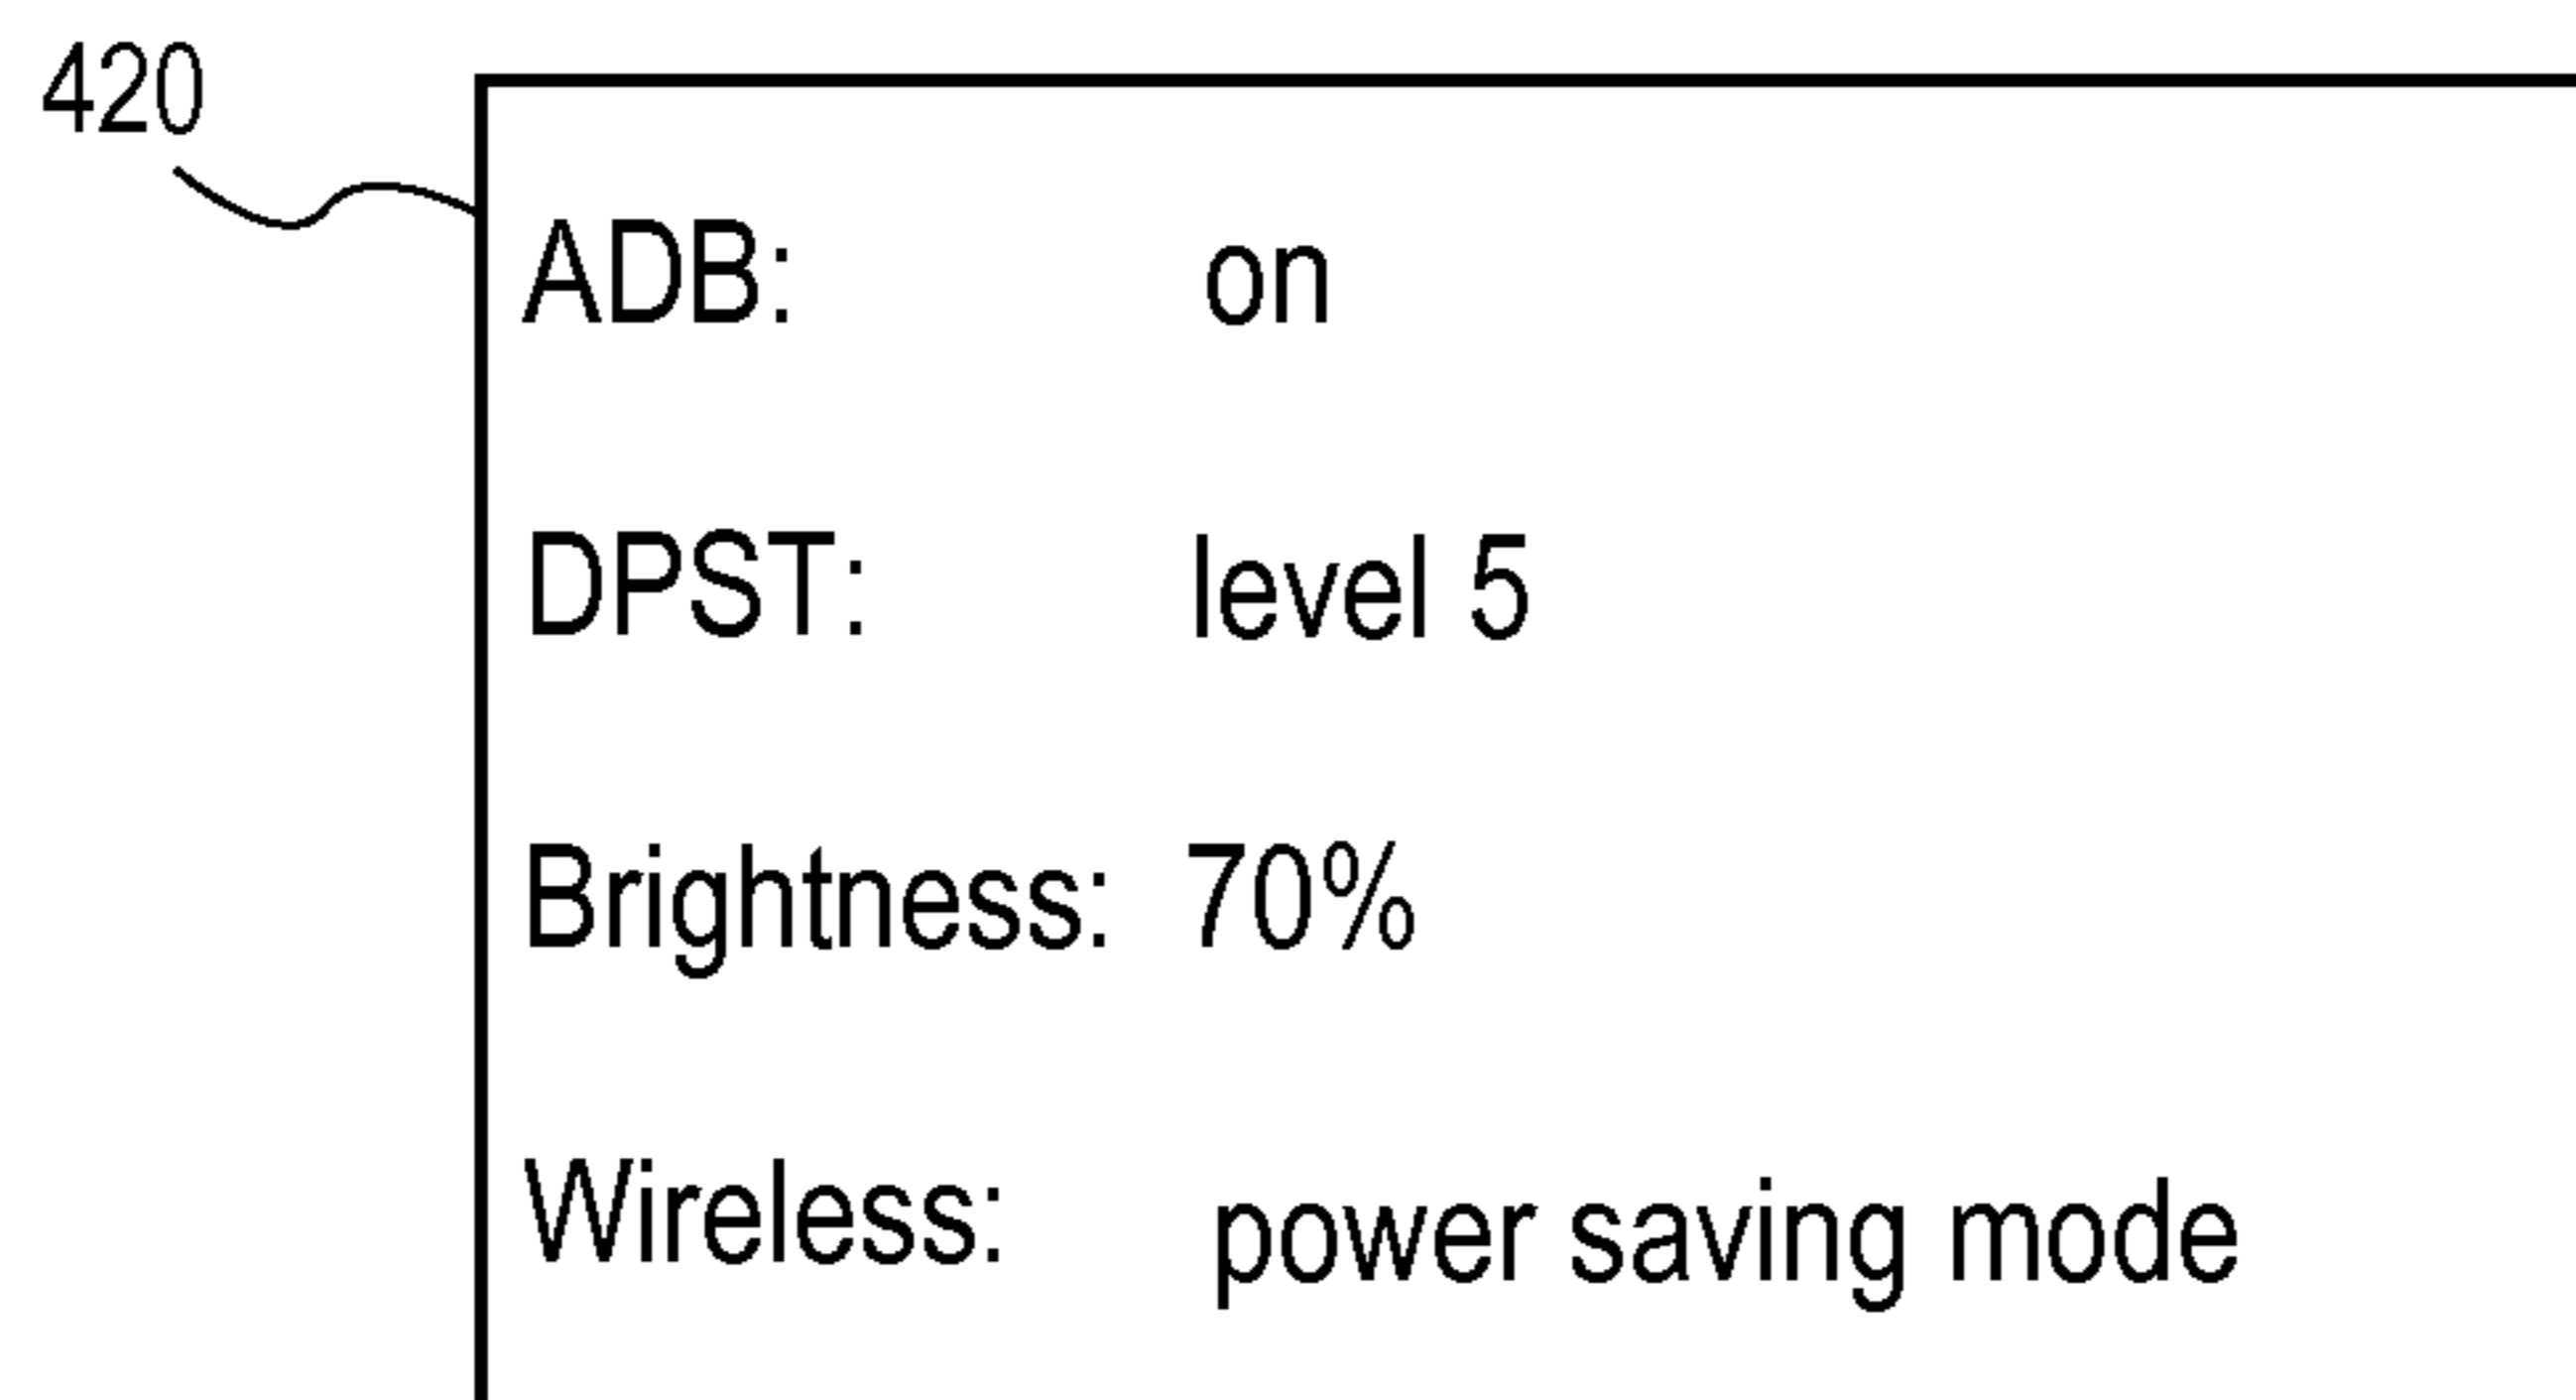 420
ADB: on
DPST: level 5
Brightness: 70%
Wireless: power saving mode